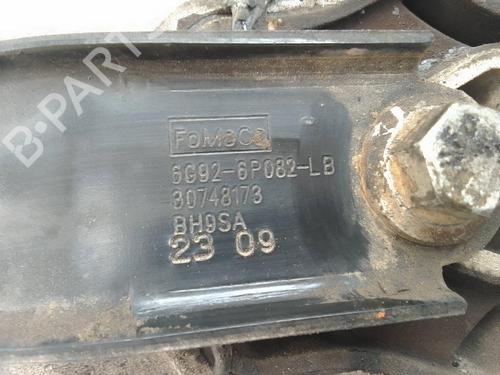 B-PARTS
FoMoCo
6G92-6P082-LB
30748173
BH9SA
23 09